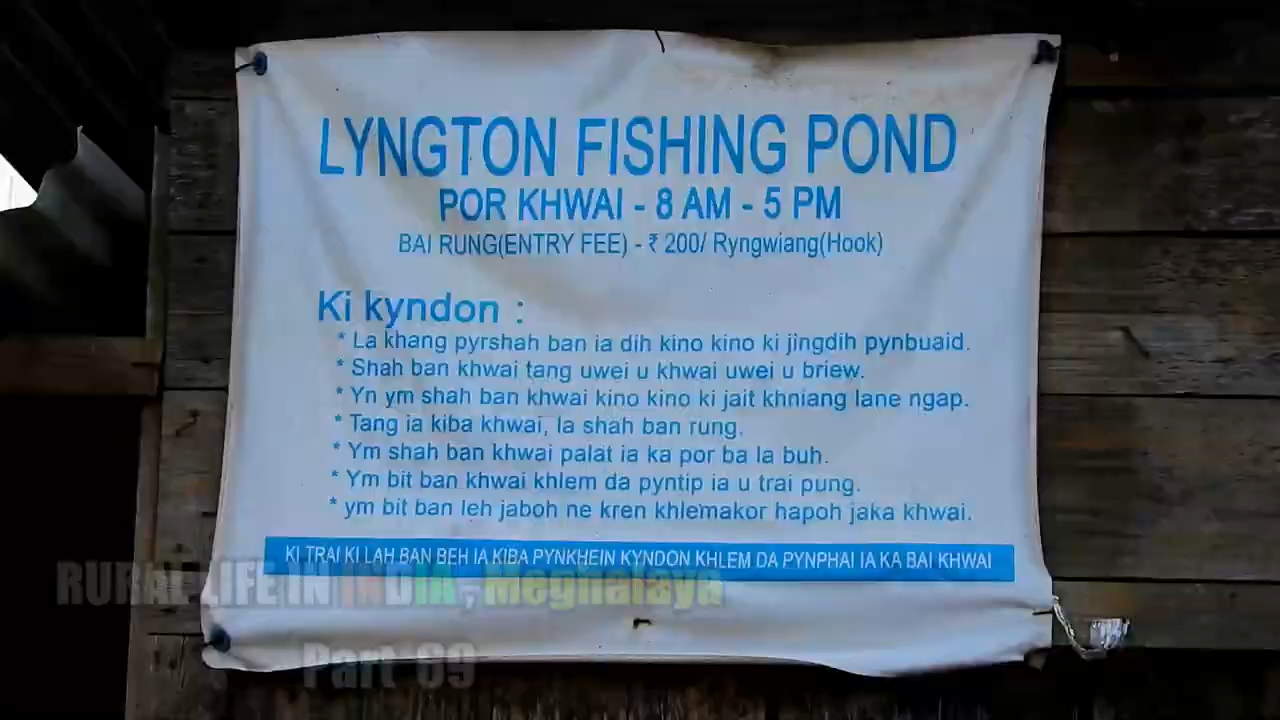 LYNGTON FISHING POND
POR KHWAI - 8 AM - 5 PM
BAI RUNG(ENTRY FEE) - ₹ 200/ Ryngwiang(Hook)
Ki kyndon :
* La khang pyrshah ban ia dih kino kino ki jingdih pynbuaid.
* Shah ban khwai tang uwei u khwai uwei u briew.
* Yn ym shah ban khwai kino kino ki jait khniang lane ngap.
* Tang ia kiba khwai, la shah ban rung.
* Ym shah ban khwai palat ia ka por ba la buh.
* Ym bit ban khwai khlem da pyntip ia u trai pung.
* ym bit ban leh jaboh ne kren khlemakor hapoh jaka khwai.
KI TRAI KI LAH BAN BEH IA KIBA PYNKHEIN KYNDON KHLEM DA PYNPHAI IA KA BAI KHWAI
RURAL LIFE IN INDIA , Meghalaya
Part 69